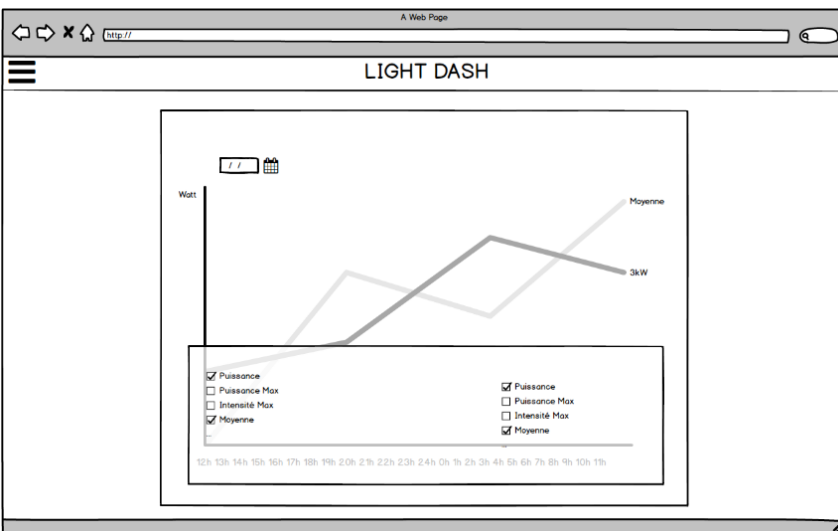 A Web Page
http://
LIGHT DASH
/ /
Watt
Moyenne
3kW
Puissance
Puissance Max
Intensité Max
Moyenne
Puissance
Puissance Max
Intensité Max
Moyenne
12h 13h 14h 15h 16h 17h 18h 19h 20h 21h 22h 23h 24h 0h 1h 2h 3h 4h 5h 6h 7h 8h 9h 10h 11h